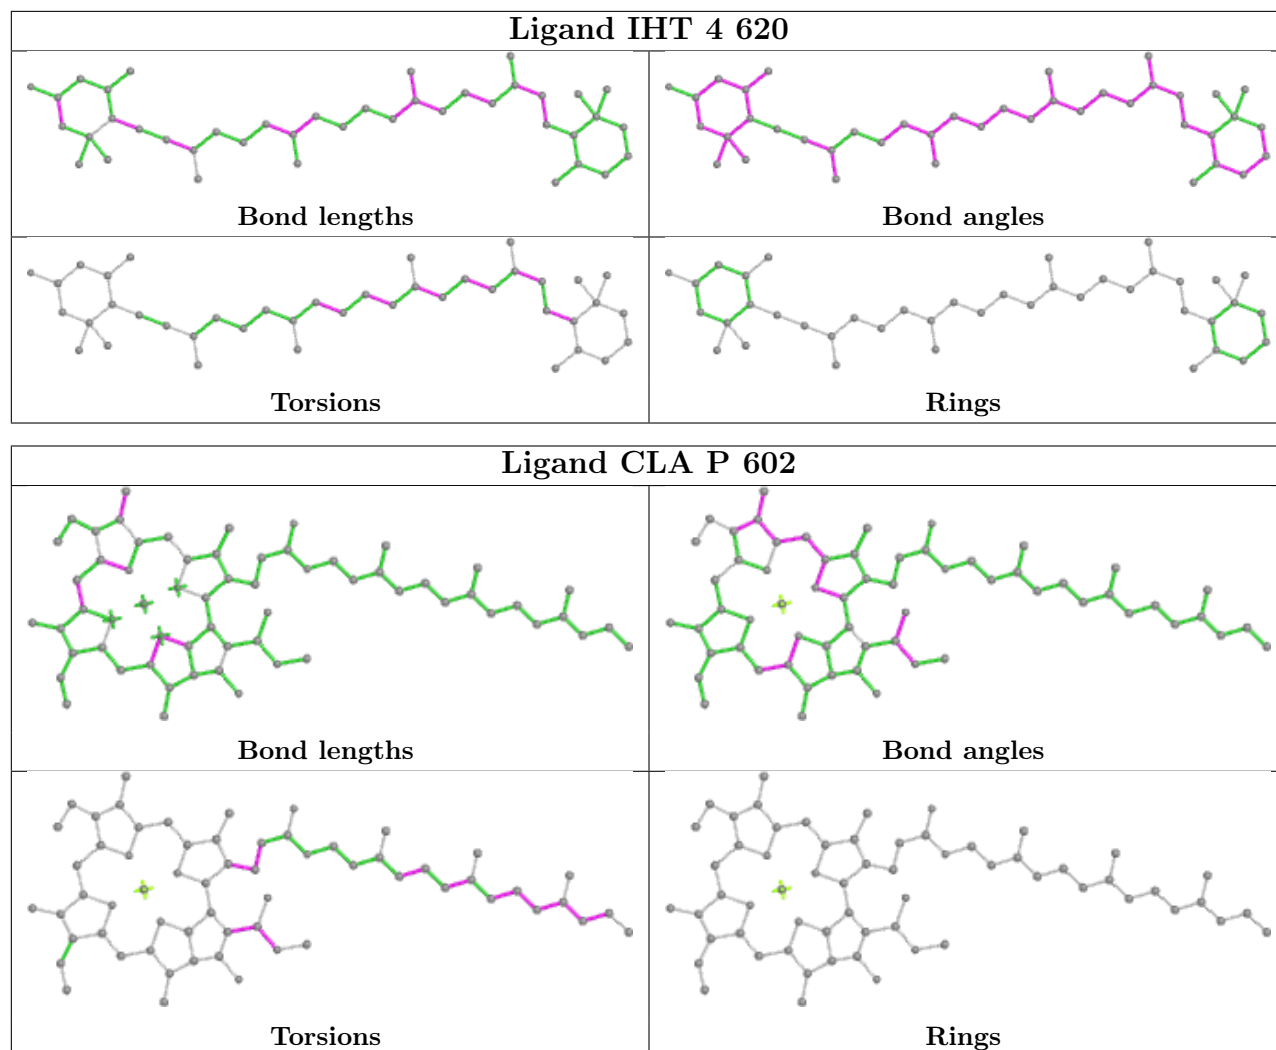 Ligand IHT 4 620
Bond lengths
Bond angles
Torsions
Rings
Ligand CLA P 602
Bond lengths
Bond angles
Torsions
Rings